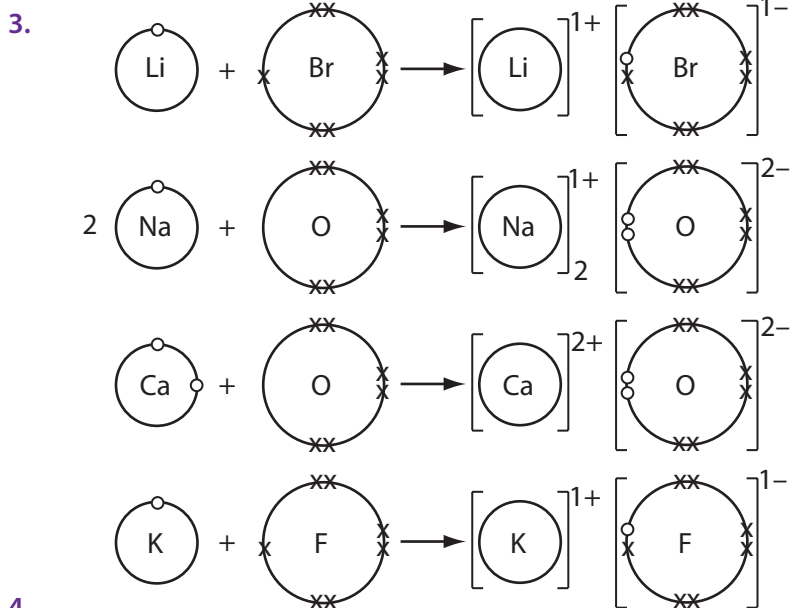 3.
Li + Br [Li]1+ [Br]1–
2 Na + O [Na]1+2 [O]2–
Ca + O [Ca]2+ [O]2–
K + F [K]1+ [F]1–
4.